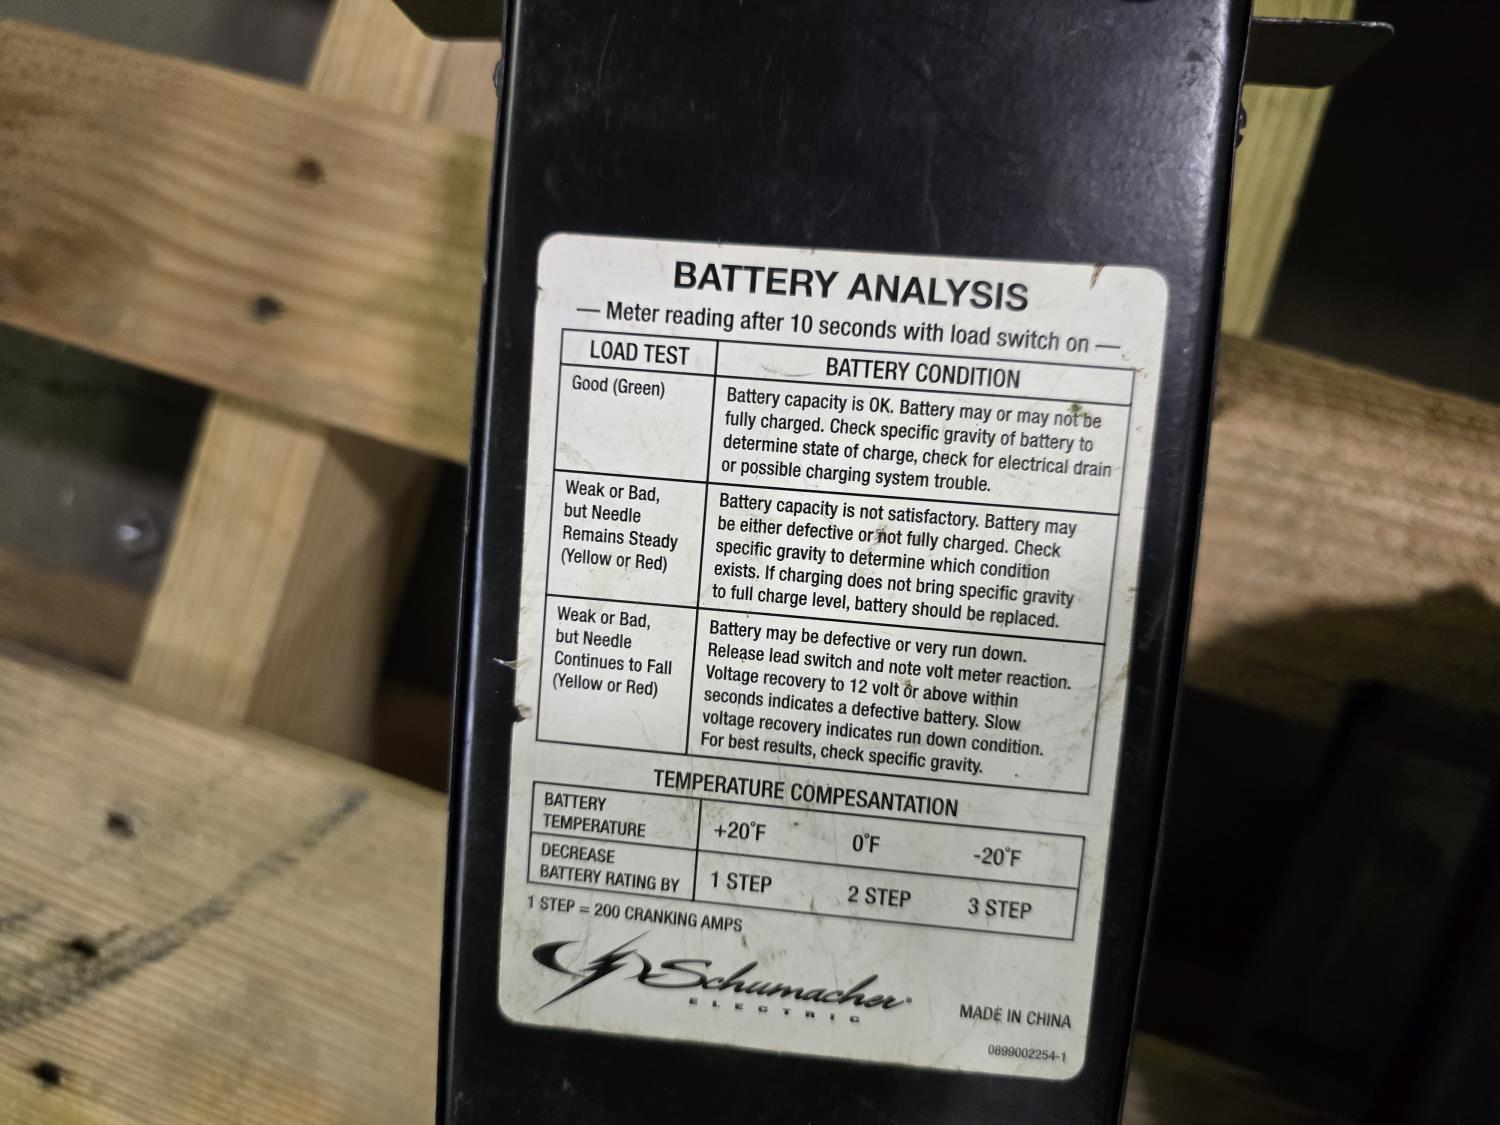 BATTERY ANALYSIS
— Meter reading after 10 seconds with load switch on —
LOAD TEST
BATTERY CONDITION
Good (Green)
Battery capacity is OK. Battery may or may not be
fully charged. Check specific gravity of battery to
determine state of charge, check for electrical drain
or possible charging system trouble.
Weak or Bad,
but Needle
Remains Steady
(Yellow or Red)
Battery capacity is not satisfactory. Battery may
be either defective or not fully charged. Check
specific gravity to determine which condition
exists. If charging does not bring specific gravity
to full charge level, battery should be replaced.
Weak or Bad,
but Needle
Continues to Fall
(Yellow or Red)
Battery may be defective or very run down.
Release lead switch and note volt meter reaction.
Voltage recovery to 12 volt or above within
seconds indicates a defective battery. Slow
voltage recovery indicates run down condition.
For best results, check specific gravity.
TEMPERATURE COMPESANTATION
BATTERY
TEMPERATURE
+20°F 0°F -20°F
DECREASE
BATTERY RATING BY
1 STEP 2 STEP 3 STEP
1 STEP = 200 CRANKING AMPS
Schumacher®
ELECTRIC
MADE IN CHINA
0899002254-1